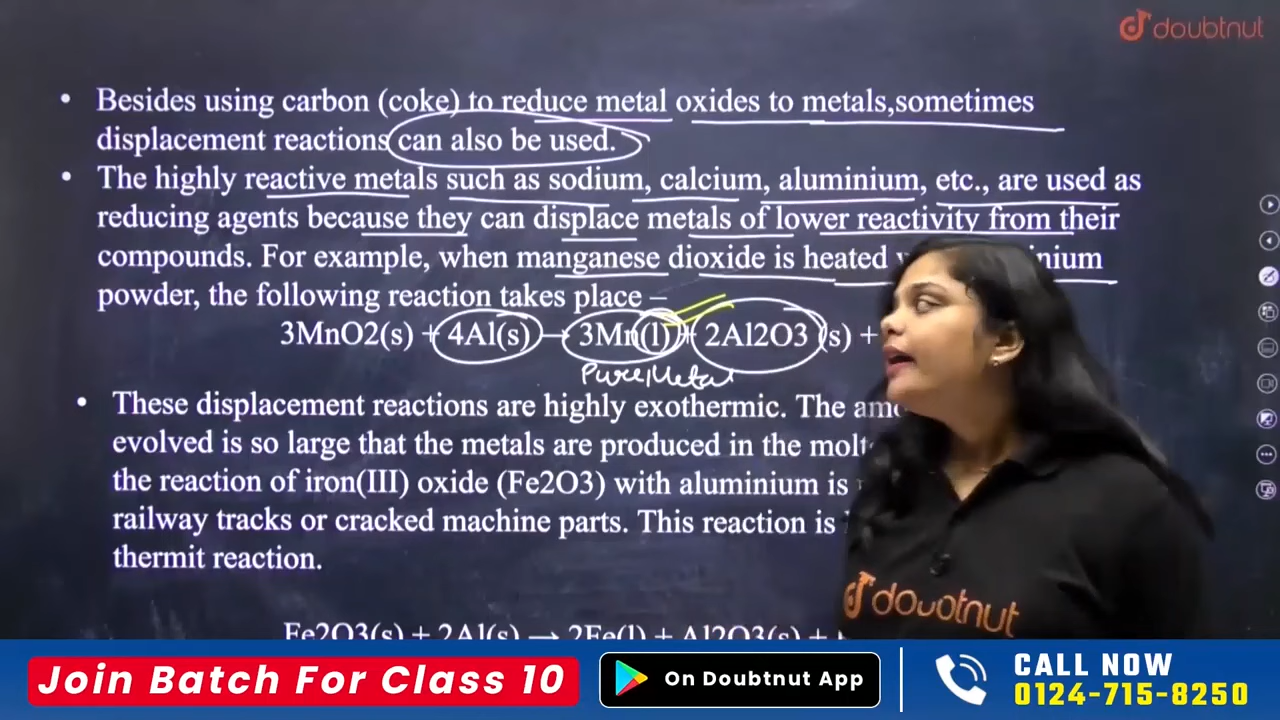 doubtnut
• Besides using carbon (coke) to reduce metal oxides to metals,sometimes
displacement reactions can also be used.
• The highly reactive metals such as sodium, calcium, aluminium, etc., are used as
reducing agents because they can displace metals of lower reactivity from their
compounds. For example, when manganese dioxide is heated
powder, the following reaction takes place –
3MnO2(s) + 4Al(s) → 3Mn(l) + 2Al2O3 (s) +
Pure Metal
• These displacement reactions are highly exothermic. The
evolved is so large that the metals are produced in the
the reaction of iron(III) oxide (Fe2O3) with aluminium is
railway tracks or cracked machine parts. This reaction is
thermit reaction.
Fe2O3(s) + 2Al(s) → 2Fe(l) + Al2O3(s) +
doubtnut
Join Batch For Class 10
On Doubtnut App
CALL NOW
0124-715-8250